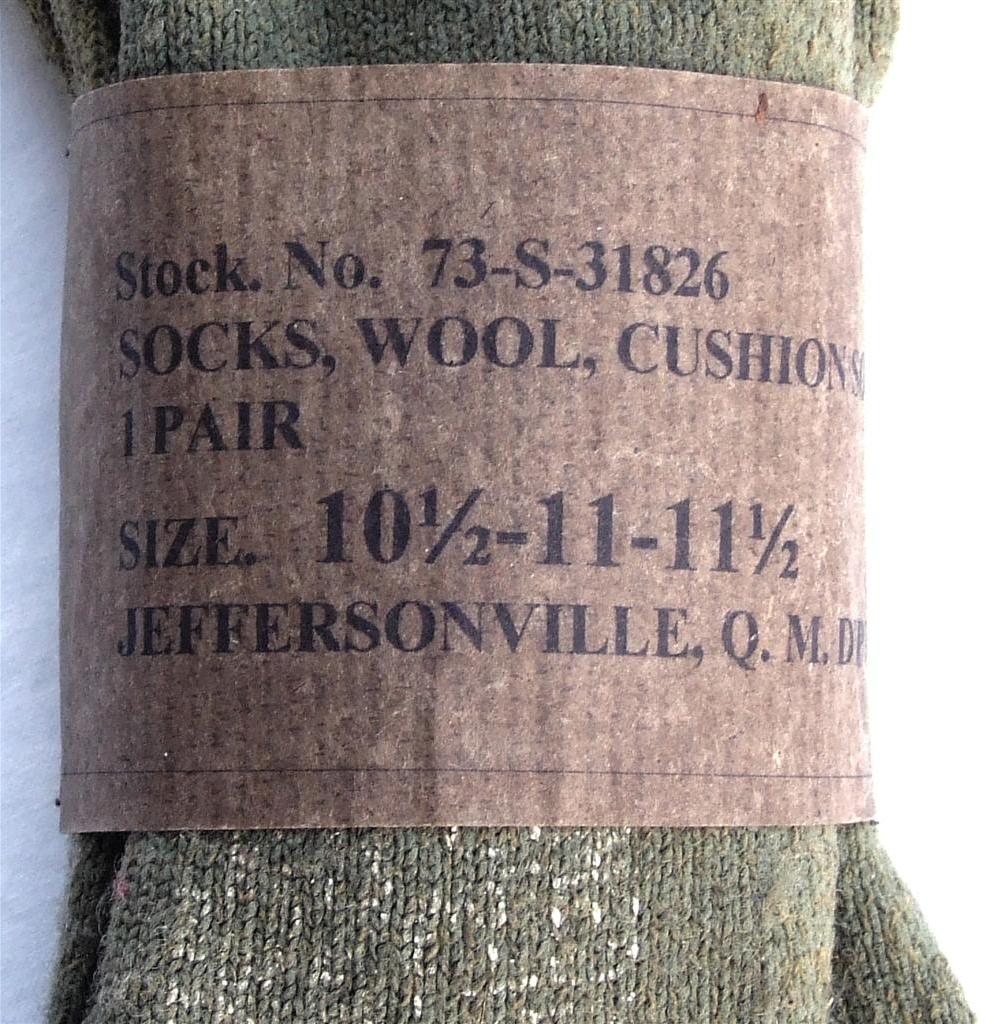 Stock. No. 73-S-31826
SOCKS, WOOL, CUSHION
1 PAIR
SIZE. 10½-11-11½
JEFFERSONVILLE, Q. M.